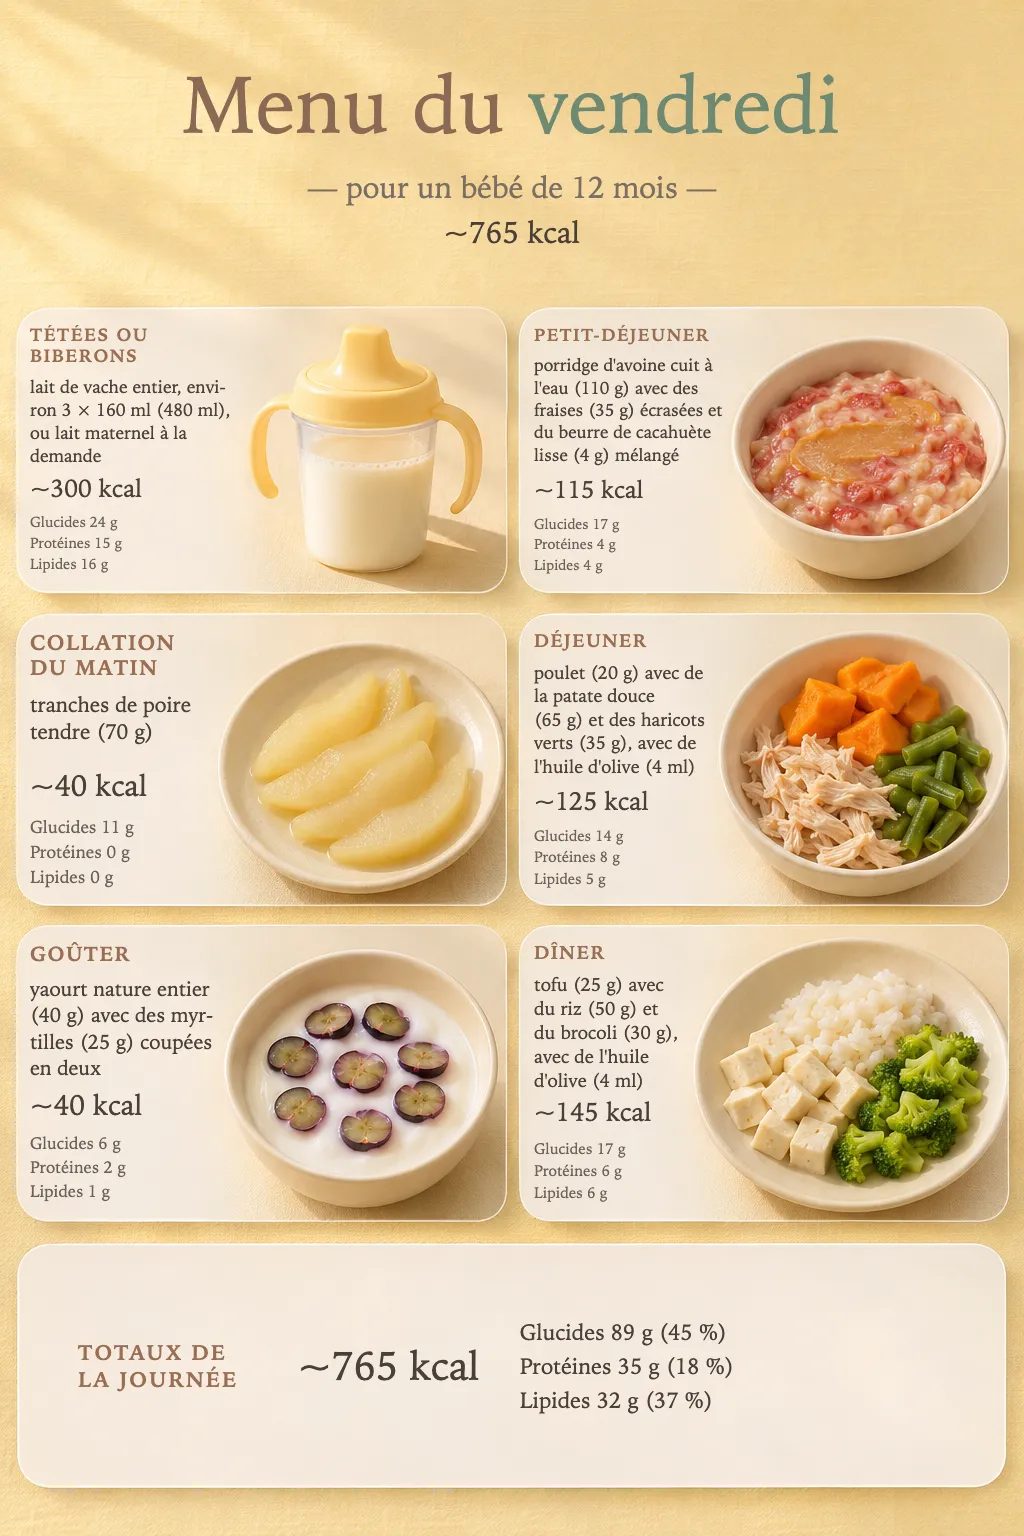 Menu du vendredi
— pour un bébé de 12 mois —
~765 kcal
TÉTÉES OU
BIBERONS
lait de vache entier, envi-
ron 3 × 160 ml (480 ml),
ou lait maternel à la
demande
~300 kcal
Glucides 24 g
Protéines 15 g
Lipides 16 g
PETIT-DÉJEUNER
porridge d'avoine cuit à
l'eau (110 g) avec des
fraises (35 g) écrasées et
du beurre de cacahuète
lisse (4 g) mélangé
~115 kcal
Glucides 17 g
Protéines 4 g
Lipides 4 g
COLLATION
DU MATIN
tranches de poire
tendre (70 g)
~40 kcal
Glucides 11 g
Protéines 0 g
Lipides 0 g
DÉJEUNER
poulet (20 g) avec de
la patate douce
(65 g) et des haricots
verts (35 g), avec de
l'huile d'olive (4 ml)
~125 kcal
Glucides 14 g
Protéines 8 g
Lipides 5 g
GOÛTER
yaourt nature entier
(40 g) avec des myr-
tilles (25 g) coupées
en deux
~40 kcal
Glucides 6 g
Protéines 2 g
Lipides 1 g
DÎNER
tofu (25 g) avec
du riz (50 g) et
du brocoli (30 g),
avec de l'huile
d'olive (4 ml)
~145 kcal
Glucides 17 g
Protéines 6 g
Lipides 6 g
TOTAUX DE
LA JOURNÉE
~765 kcal
Glucides 89 g (45 %)
Protéines 35 g (18 %)
Lipides 32 g (37 %)